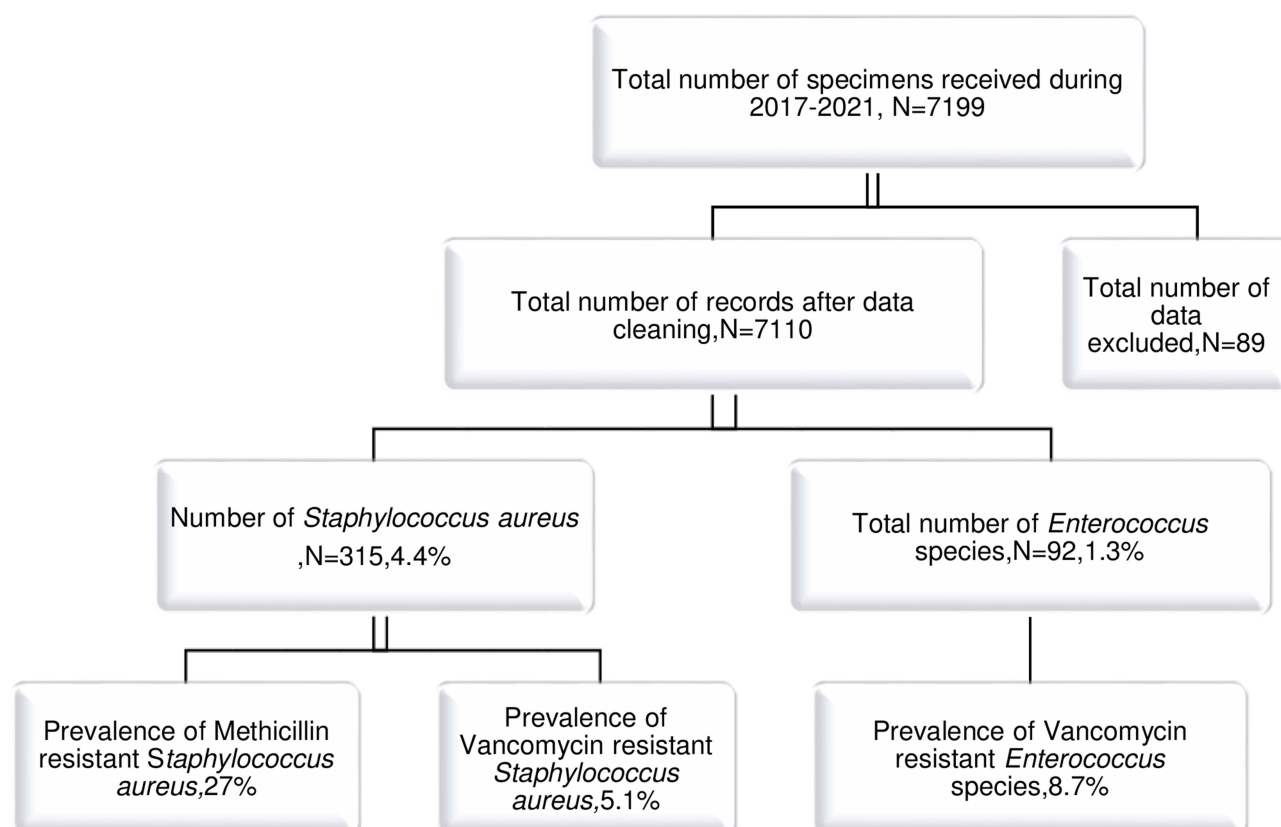 Total number of specimens received during
2017-2021, N=7199
Total number of records after data
cleaning,N=7110
Total number of
data
excluded,N=89
Number of Staphylococcus aureus
,N=315,4.4%
Total number of Enterococcus
species,N=92,1.3%
Prevalence of Methicillin
resistant Staphylococcus
aureus,27%
Prevalence of
Vancomycin resistant
Staphylococcus
aureus,5.1%
Prevalence of Vancomycin
resistant Enterococcus
species,8.7%